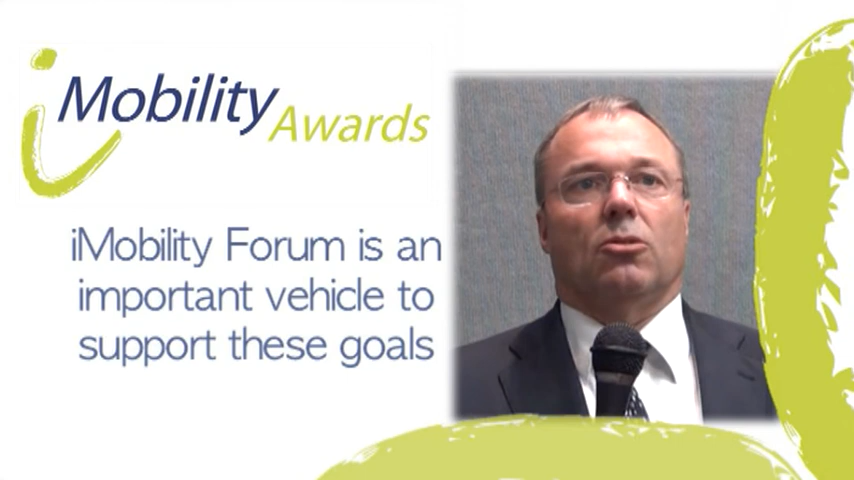 iMobility Awards
iMobility Forum is an
important vehicle to
support these goals